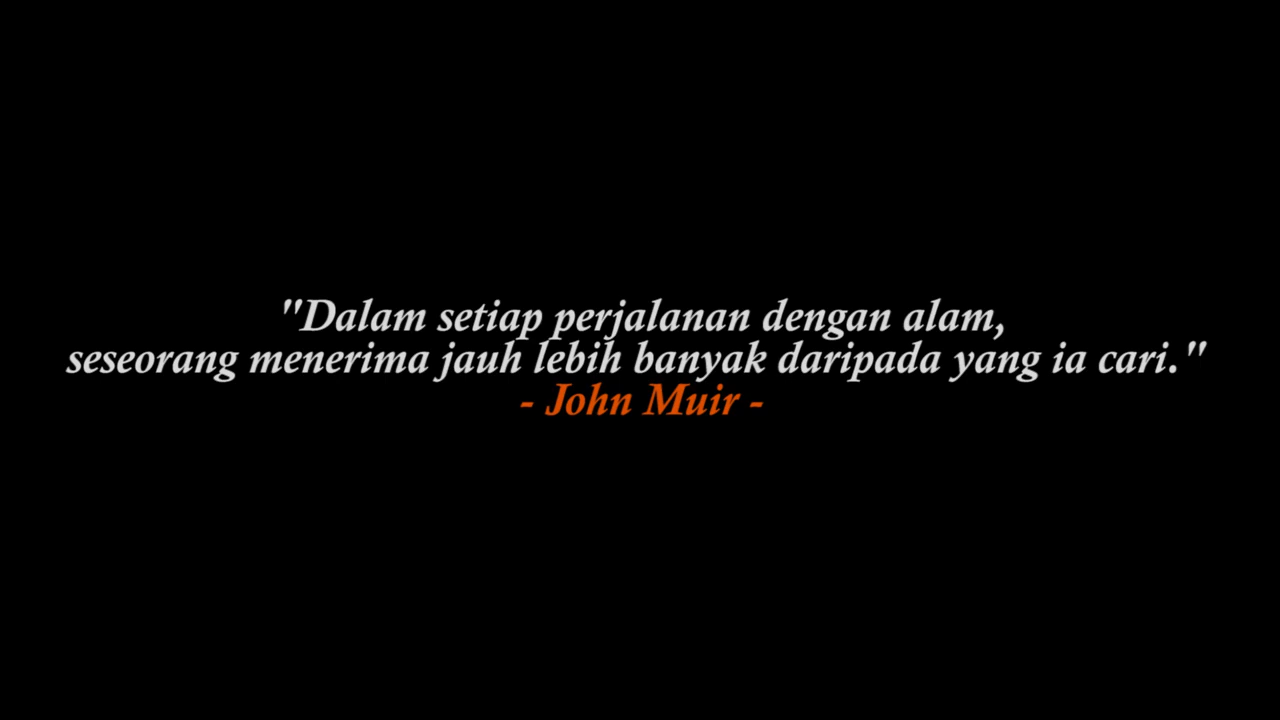 "Dalam setiap perjalanan dengan alam,
seseorang menerima jauh lebih banyak daripada yang ia cari."
- John Muir -